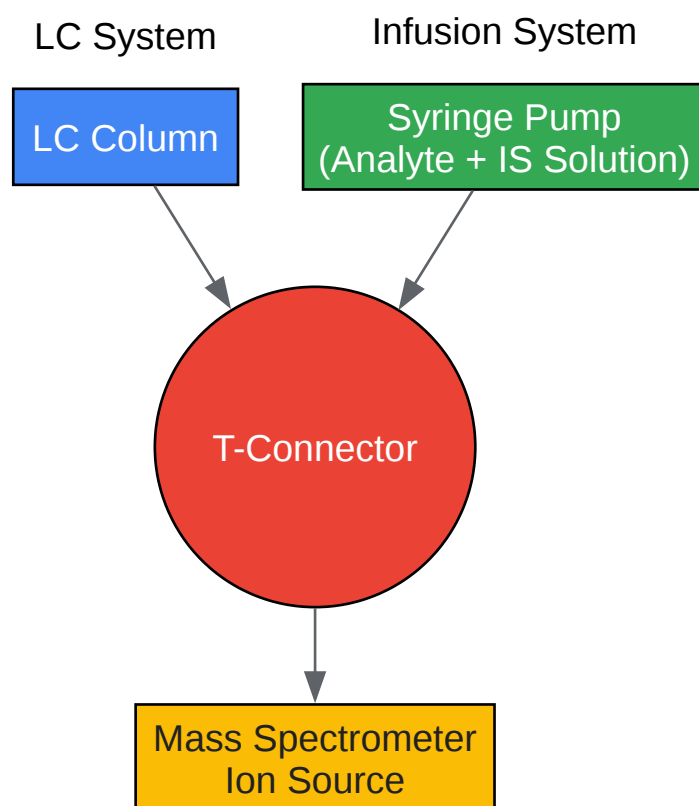 LC System
Infusion System
LC Column
Syringe Pump
(Analyte + IS Solution)
T-Connector
Mass Spectrometer
Ion Source